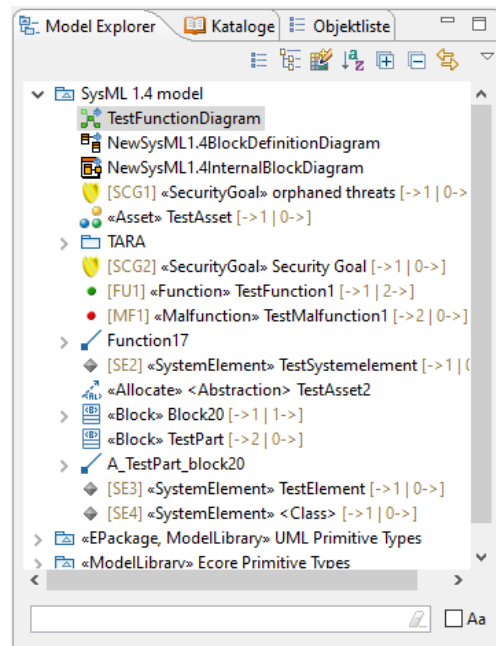 Model Explorer Kataloge Objektliste
SysML 1.4 model
TestFunctionDiagram
NewSysML1.4BlockDefinitionDiagram
NewSysML1.4InternalBlockDiagram
[SCG1] «SecurityGoal» orphaned threats [->1 | 0->
«Asset» TestAsset [->1 | 0->]
TARA
[SCG2] «SecurityGoal» Security Goal [->1 | 0->]
[FU1] «Function» TestFunction1 [->1 | 2->]
[MF1] «Malfunction» TestMalfunction1 [->2 | 0->]
Function17
[SE2] «SystemElement» TestSystemelement [->1 | 0
«Allocate» <Abstraction> TestAsset2
«Block» Block20 [->1 | 1->]
«Block» TestPart [->2 | 0->]
A_TestPart_block20
[SE3] «SystemElement» TestElement [->1 | 0->]
[SE4] «SystemElement» <Class> [->1 | 0->]
«EPackage, ModelLibrary» UML Primitive Types
«ModelLibrary» Ecore Primitive Types
Aa